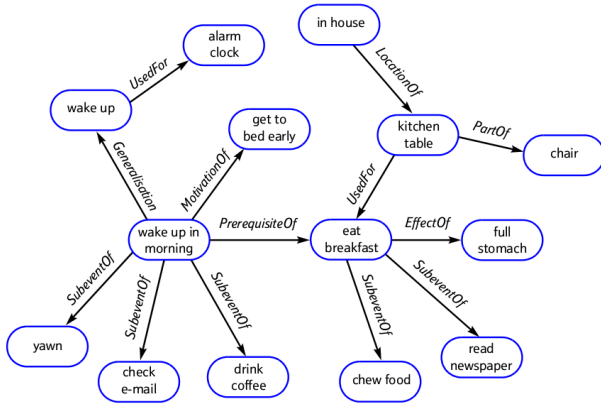 in house
alarm
clock
UsedFor
LocationOf
wake up
get to
bed early
kitchen
table
PartOf
chair
Generalisation
MotivationOf
UsedFor
wake up in
morning
PrerequisiteOf
eat
breakfast
EffectOf
full
stomach
SubeventOf
SubeventOf
SubeventOf
SubeventOf
SubeventOf
yawn
check
e-mail
drink
coffee
chew food
read
newspaper